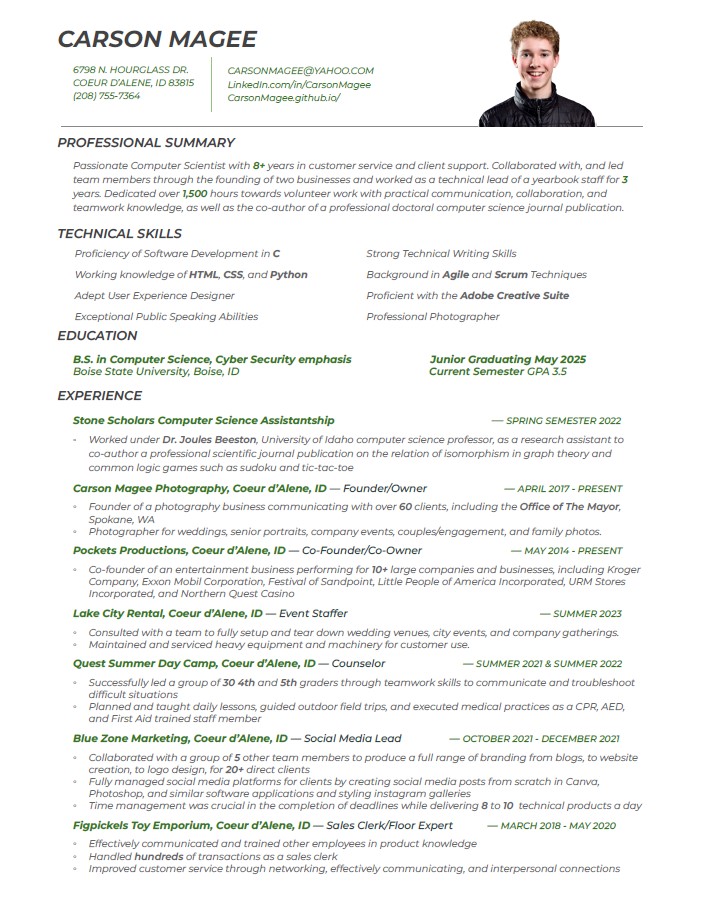 CARSON MAGEE
6798 N. HOURGLASS DR.
COEUR D'ALENE, ID 83815
(208) 755-7364
CARSONMAGEE@YAHOO.COM
LinkedIn.com/in/CarsonMagee
CarsonMagee.github.io/
PROFESSIONAL SUMMARY
Passionate Computer Scientist with 8+ years in customer service and client support. Collaborated with, and led
team members through the founding of two businesses and worked as a technical lead of a yearbook staff for 3
years. Dedicated over 1,500 hours towards volunteer work with practical communication, collaboration, and
teamwork knowledge, as well as the co-author of a professional doctoral computer science journal publication.
TECHNICAL SKILLS
Proficiency of Software Development in C
Strong Technical Writing Skills
Working knowledge of HTML, CSS, and Python
Background in Agile and Scrum Techniques
Adept User Experience Designer
Proficient with the Adobe Creative Suite
Exceptional Public Speaking Abilities
Professional Photographer
EDUCATION
B.S. in Computer Science, Cyber Security emphasis
Junior Graduating May 2025
Boise State University, Boise, ID
Current Semester GPA 3.5
EXPERIENCE
Stone Scholars Computer Science Assistantship — SPRING SEMESTER 2022
◦ Worked under Dr. Joules Beeston, University of Idaho computer science professor, as a research assistant to
co-author a professional scientific journal publication on the relation of isomorphism in graph theory and
common logic games such as sudoku and tic-tac-toe
Carson Magee Photography, Coeur d'Alene, ID — Founder/Owner — APRIL 2017 - PRESENT
◦ Founder of a photography business communicating with over 60 clients, including the Office of The Mayor,
Spokane, WA
◦ Photographer for weddings, senior portraits, company events, couples/engagement, and family photos.
Pockets Productions, Coeur d'Alene, ID — Co-Founder/Co-Owner — MAY 2014 - PRESENT
◦ Co-founder of an entertainment business performing for 10+ large companies and businesses, including Kroger
Company, Exxon Mobil Corporation, Festival of Sandpoint, Little People of America Incorporated, URM Stores
Incorporated, and Northern Quest Casino
Lake City Rental, Coeur d'Alene, ID — Event Staffer — SUMMER 2023
◦ Consulted with a team to fully setup and tear down wedding venues, city events, and company gatherings.
◦ Maintained and serviced heavy equipment and machinery for customer use.
Quest Summer Day Camp, Coeur d'Alene, ID — Counselor — SUMMER 2021 & SUMMER 2022
◦ Successfully led a group of 30 4th and 5th graders through teamwork skills to communicate and troubleshoot
difficult situations
◦ Planned and taught daily lessons, guided outdoor field trips, and executed medical practices as a CPR, AED,
and First Aid trained staff member
Blue Zone Marketing, Coeur d'Alene, ID — Social Media Lead — OCTOBER 2021 - DECEMBER 2021
◦ Collaborated with a group of 5 other team members to produce a full range of branding from blogs, to website
creation, to logo design, for 20+ direct clients
◦ Fully managed social media platforms for clients by creating social media posts from scratch in Canva,
Photoshop, and similar software applications and styling instagram galleries
◦ Time management was crucial in the completion of deadlines while delivering 8 to 10 technical products a day
Figpickels Toy Emporium, Coeur d'Alene, ID — Sales Clerk/Floor Expert — MARCH 2018 - MAY 2020
◦ Effectively communicated and trained other employees in product knowledge
◦ Handled hundreds of transactions as a sales clerk
◦ Improved customer service through networking, effectively communicating, and interpersonal connections